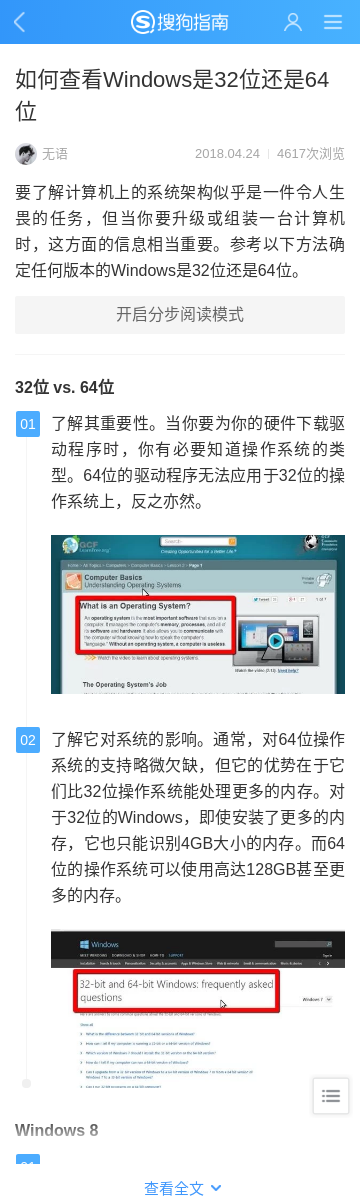 搜狗指南
如何查看Windows是32位还是64
位
无语
2018.04.24
4617次浏览
要了解计算机上的系统架构似乎是一件令人生
畏的任务，但当你要升级或组装一台计算机
时，这方面的信息相当重要。参考以下方法确
定任何版本的Windows是32位还是64位。
开启分步阅读模式
32位 vs. 64位
01
了解其重要性。当你要为你的硬件下载驱
动程序时，你有必要知道操作系统的类
型。64位的驱动程序无法应用于32位的操
作系统上，反之亦然。
Creating Opportunities for a Better Life.
Computer Basics
Understanding Operating Systems
What is an Operating System?
An operating system is the most important software that runs on a
computer. It manages the computer's memory, processes, and all of
its software and hardware. It also allows you to communicate with
the computer without knowing how to speak the computer's
"language." Without an operating system, a computer is useless.
Watch the video to learn about operating systems.
The Operating System's Job
02
了解它对系统的影响。通常，对64位操作
系统的支持略微欠缺，但它的优势在于它
们比32位操作系统能处理更多的内存。对
于32位的Windows，即使安装了更多的内
存，它也只能识别4GB大小的内存。而64
位的操作系统可以使用高达128GB甚至更
多的内存。
Windows
32-bit and 64-bit Windows: frequently asked
questions
Windows 7
Windows 8
查看全文